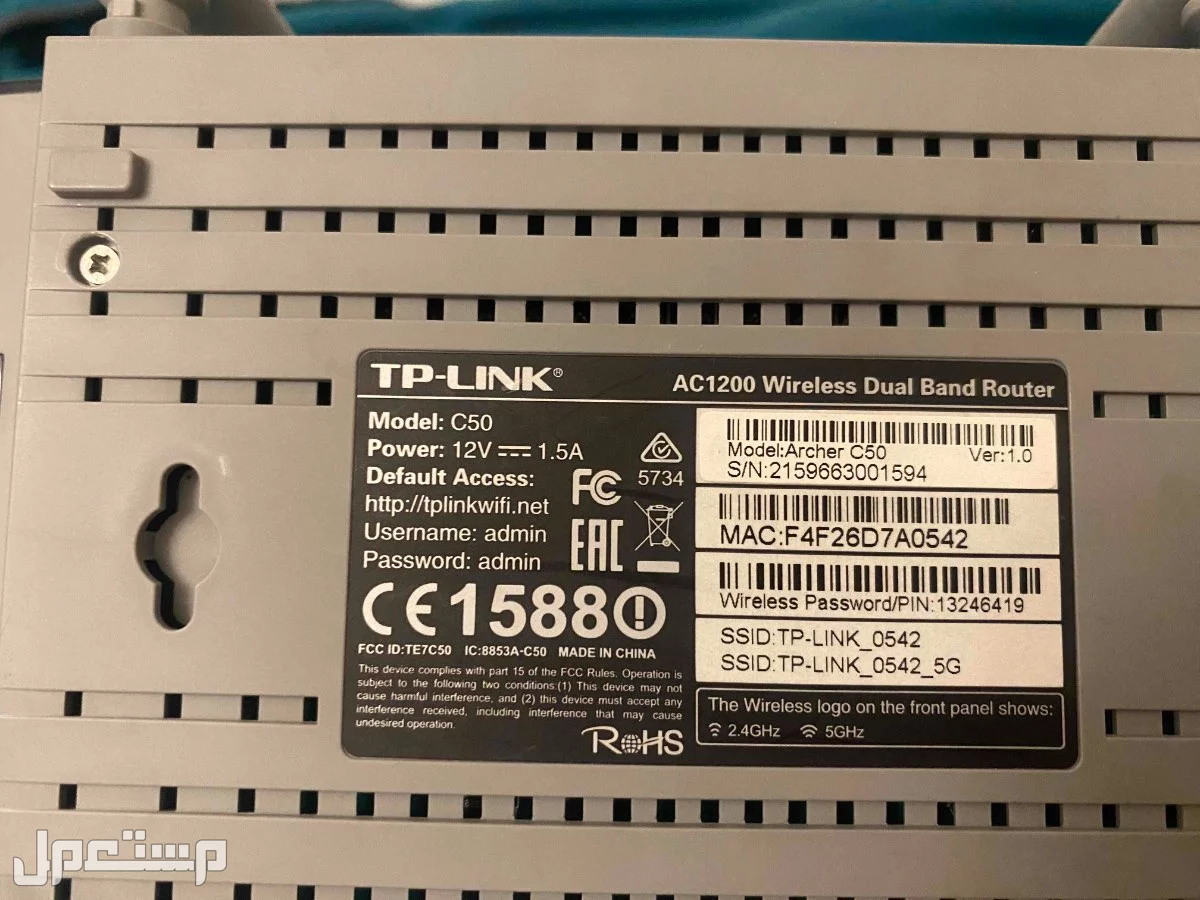 TP-LINK®
AC1200 Wireless Dual Band Router
Model: C50
Power: 12V ⎓ 1.5A
Default Access:
http://tplinkwifi.net
Username: admin
Password: admin
FC
5734
EAC
CE1588
FCC ID:TE7C50 IC:8853A-C50 MADE IN CHINA
This device complies with part 15 of the FCC Rules. Operation is
subject to the following two conditions:(1) This device may not
cause harmful interference, and (2) this device must accept any
interference received, including interference that may cause
undesired operation.
RoHS
Model:Archer C50 Ver:1.0
S/N:2159663001594
MAC:F4F26D7A0542
Wireless Password/PIN:13246419
SSID:TP-LINK_0542
SSID:TP-LINK_0542_5G
The Wireless logo on the front panel shows:
2.4GHz 5GHz
مستعمل